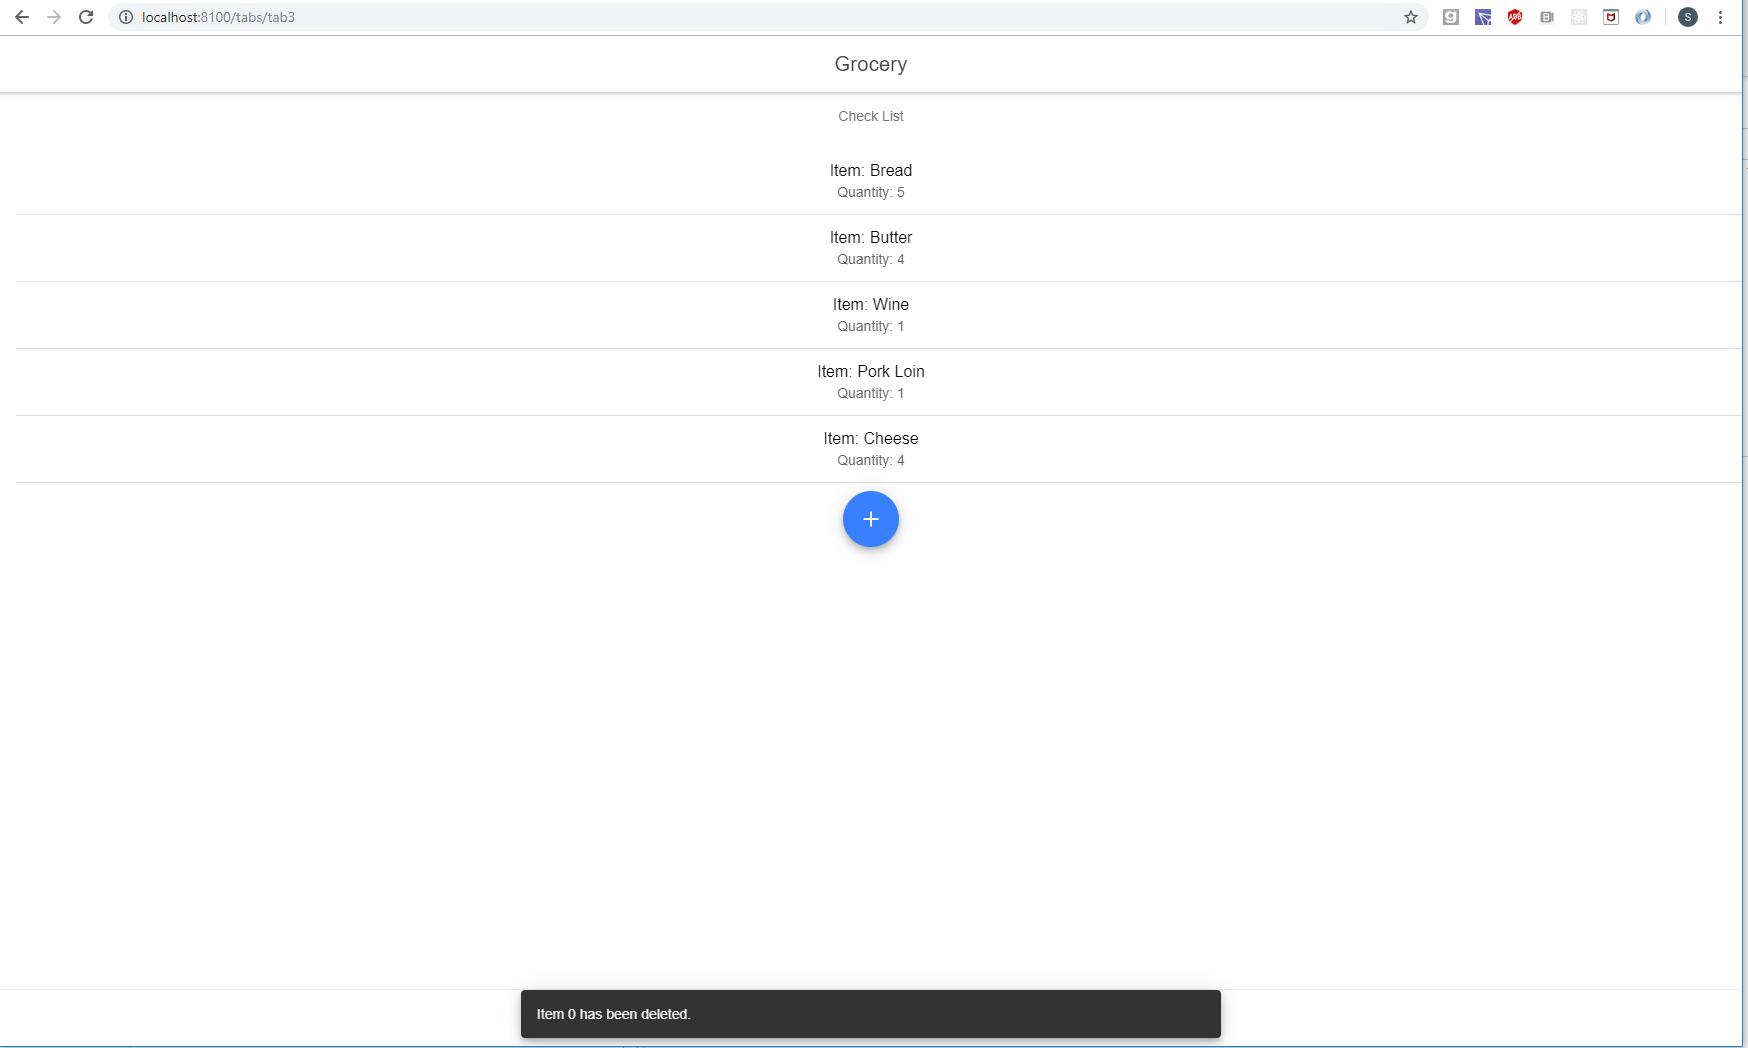 localhost:8100/tabs/tab3
S
Grocery
Check List
Item: Bread
Quantity: 5
Item: Butter
Quantity: 4
Item: Wine
Quantity: 1
Item: Pork Loin
Quantity: 1
Item: Cheese
Quantity: 4
Item 0 has been deleted.